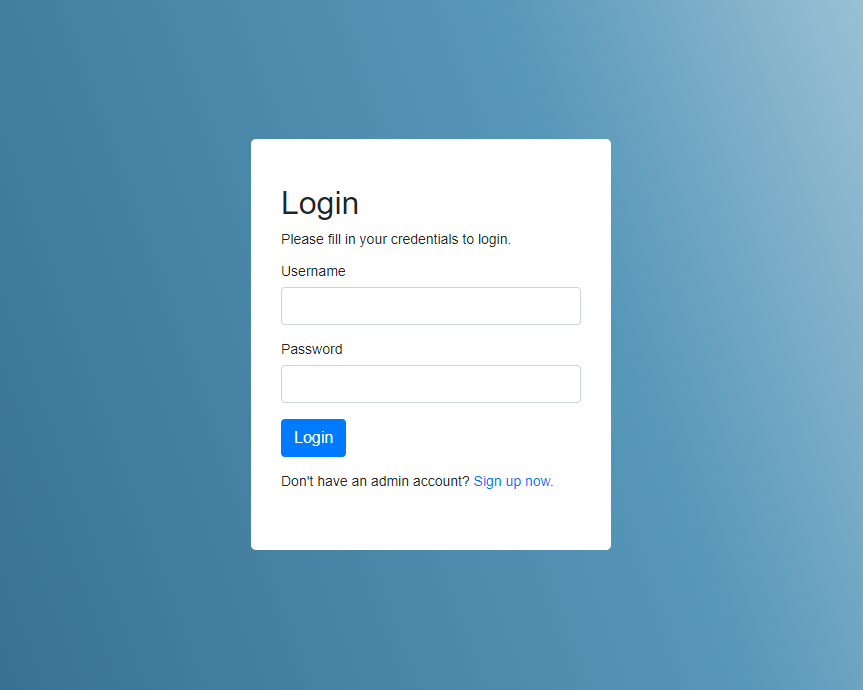 Login
Please fill in your credentials to login.
Username
Password
Login
Don't have an admin account? Sign up now.